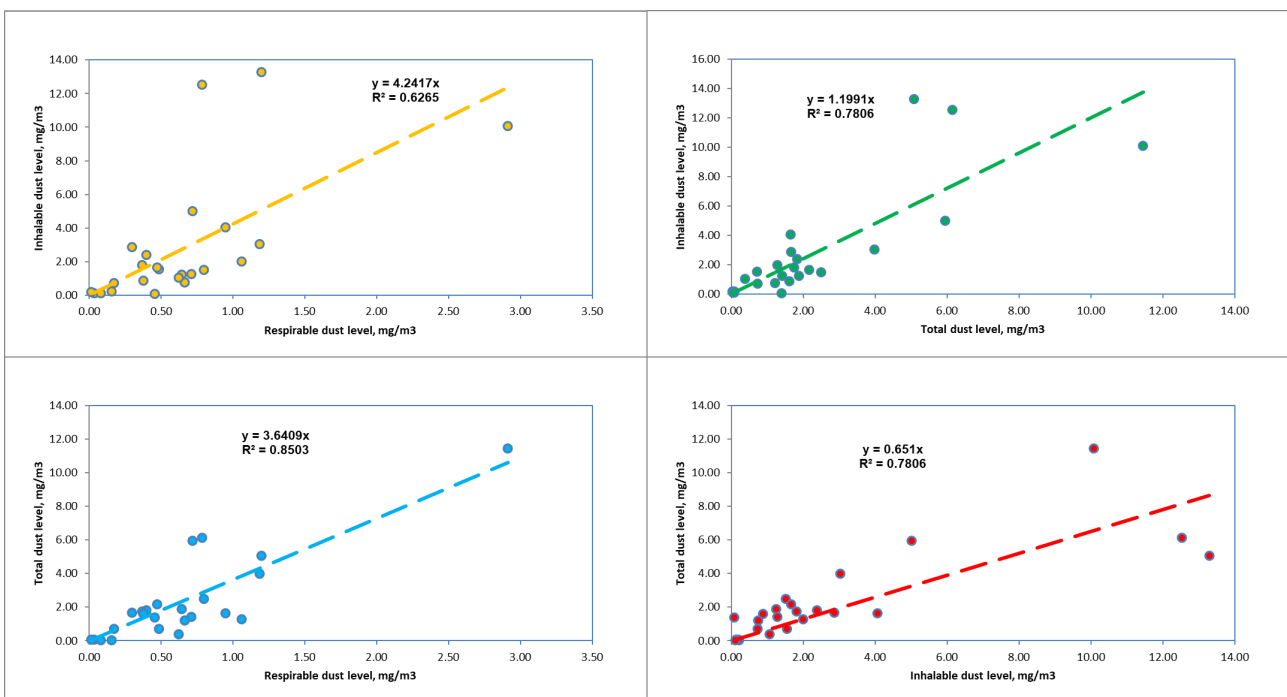 14.00
12.00
10.00
8.00
6.00
4.00
2.00
0.00
Inhalable dust level, mg/m3
y = 4.2417x
R² = 0.6265
0.00 0.50 1.00 1.50 2.00 2.50 3.00 3.50
Respirable dust level, mg/m3
16.00
14.00
12.00
10.00
8.00
6.00
4.00
2.00
0.00
Inhalable dust level, mg/m3
y = 1.1991x
R² = 0.7806
0.00 2.00 4.00 6.00 8.00 10.00 12.00 14.00
Total dust level, mg/m3
14.00
12.00
10.00
8.00
6.00
4.00
2.00
0.00
Total dust level, mg/m3
y = 3.6409x
R² = 0.8503
0.00 0.50 1.00 1.50 2.00 2.50 3.00 3.50
Respirable dust level, mg/m3
14.00
12.00
10.00
8.00
6.00
4.00
2.00
0.00
Total dust level, mg/m3
y = 0.651x
R² = 0.7806
0.00 2.00 4.00 6.00 8.00 10.00 12.00 14.00
Inhalable dust level, mg/m3